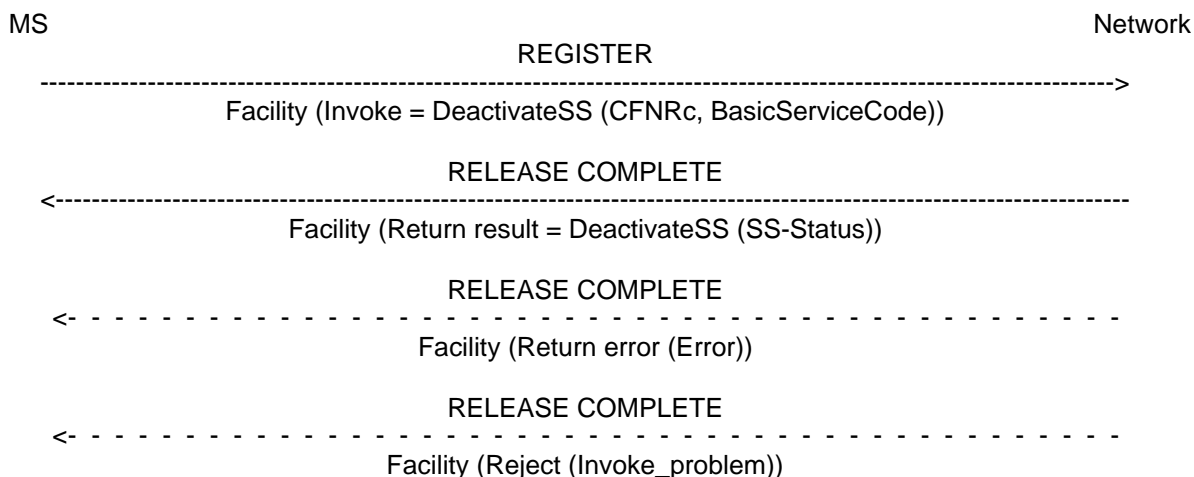 MS Network
REGISTER
Facility (Invoke = DeactivateSS (CFNRc, BasicServiceCode))
RELEASE COMPLETE
Facility (Return result = DeactivateSS (SS-Status))
RELEASE COMPLETE
Facility (Return error (Error))
RELEASE COMPLETE
Facility (Reject (Invoke_problem))